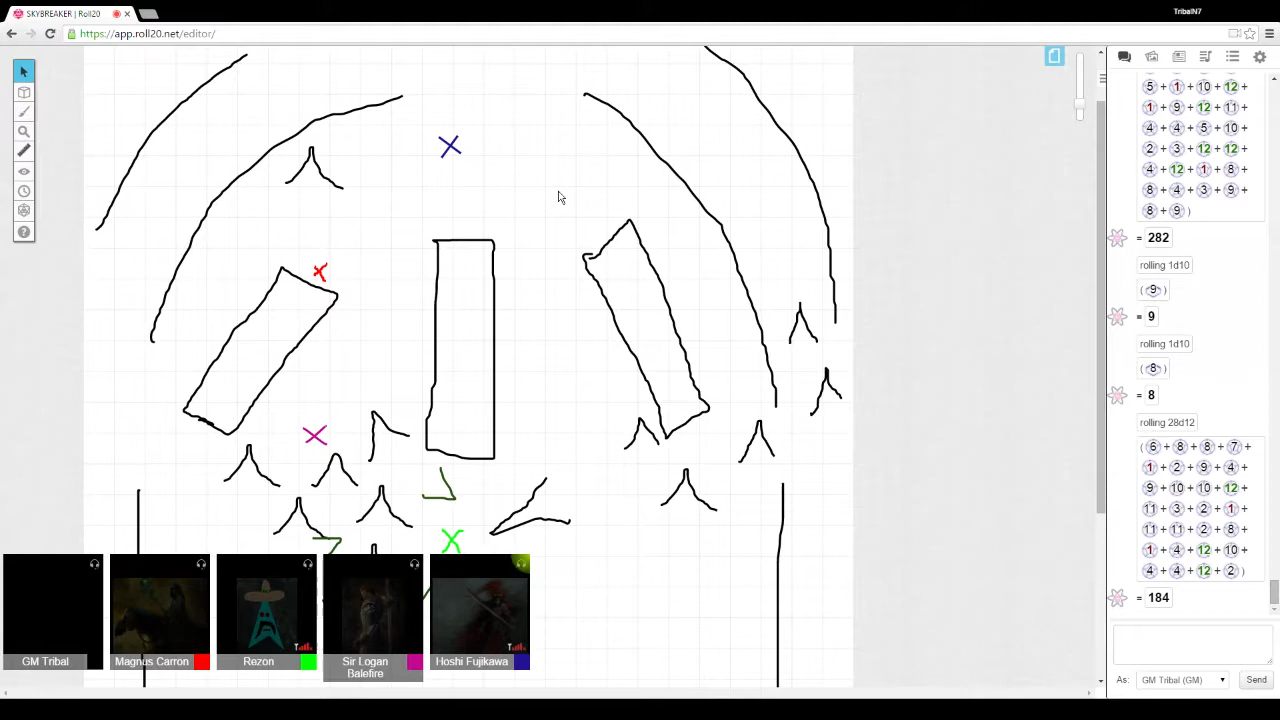 TribalN7
SKYBREAKER | Roll20
https://app.roll20.net/editor/
5 + 1 + 10 + 12 +
1 + 9 + 12 + 11 +
4 + 4 + 5 + 10 +
2 + 3 + 12 + 12 +
4 + 12 + 1 + 8 +
8 + 4 + 3 + 9 +
8 + 9 )
= 282
rolling 1d10
( 9 )
= 9
rolling 1d10
( 8 )
= 8
rolling 28d12
( 6 + 8 + 8 + 7 +
1 + 2 + 9 + 4 +
9 + 10 + 10 + 12 +
11 + 3 + 2 + 1 +
11 + 11 + 2 + 8 +
1 + 4 + 12 + 10 +
4 + 4 + 12 + 2 )
= 184
GM Tribal
Magnus Carron
Rezon
Sir Logan
Balefire
Hoshi Fujikawa
As: GM Tribal (GM)
Send